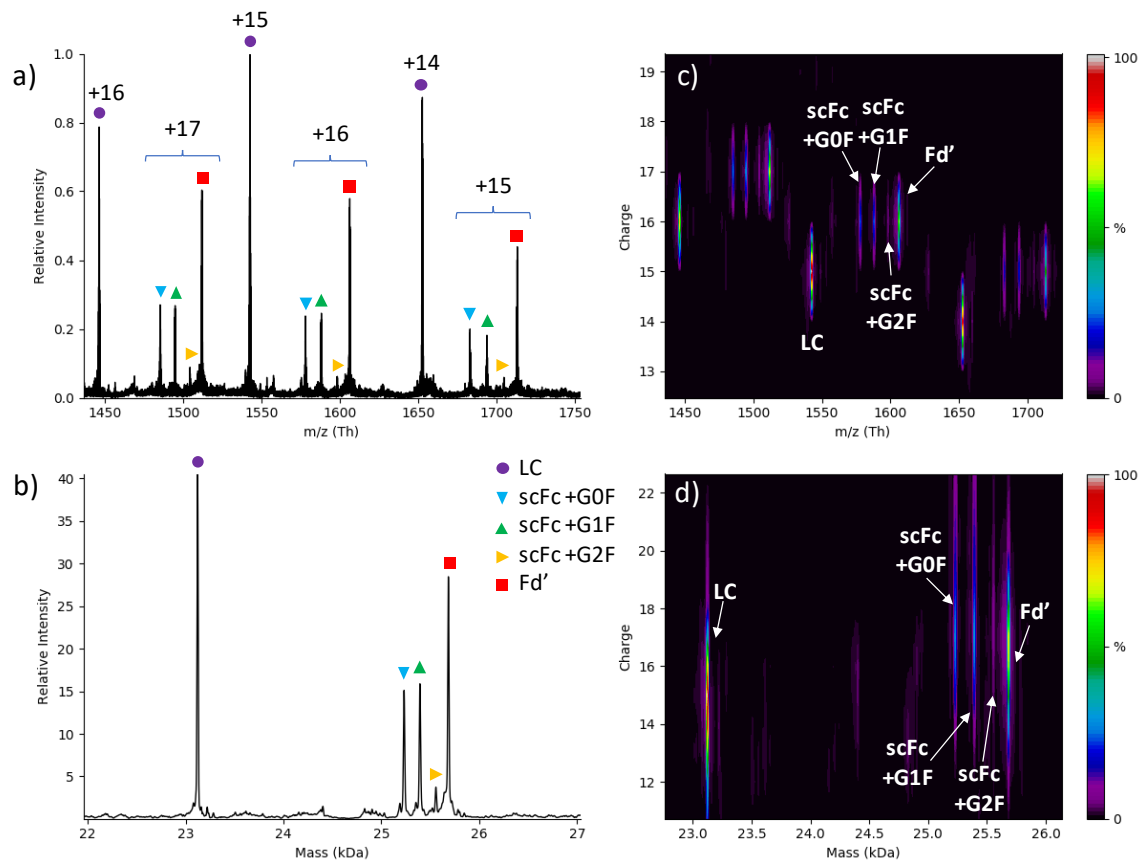 a)
+16
+17
+15
+16
+14
+15
1.0
0.8
0.6
0.4
0.2
0.0
Relative Intensity
1450 1500 1550 1600 1650 1700 1750
m/z (Th)
c)
19
18
17
16
15
14
13
Charge
scFc
+G0F
scFc
+G1F
Fd'
scFc
+G2F
LC
1450 1500 1550 1600 1650 1700
m/z (Th)
100
%
0
b)
40
35
30
25
20
15
10
5
Relative Intensity
LC
scFc +G0F
scFc +G1F
scFc +G2F
Fd'
22 23 24 25 26 27
Mass (kDa)
d)
22
20
18
16
14
12
Charge
LC
scFc
+G0F
Fd'
scFc
+G1F
scFc
+G2F
23.0 23.5 24.0 24.5 25.0 25.5 26.0
Mass (kDa)
100
%
0